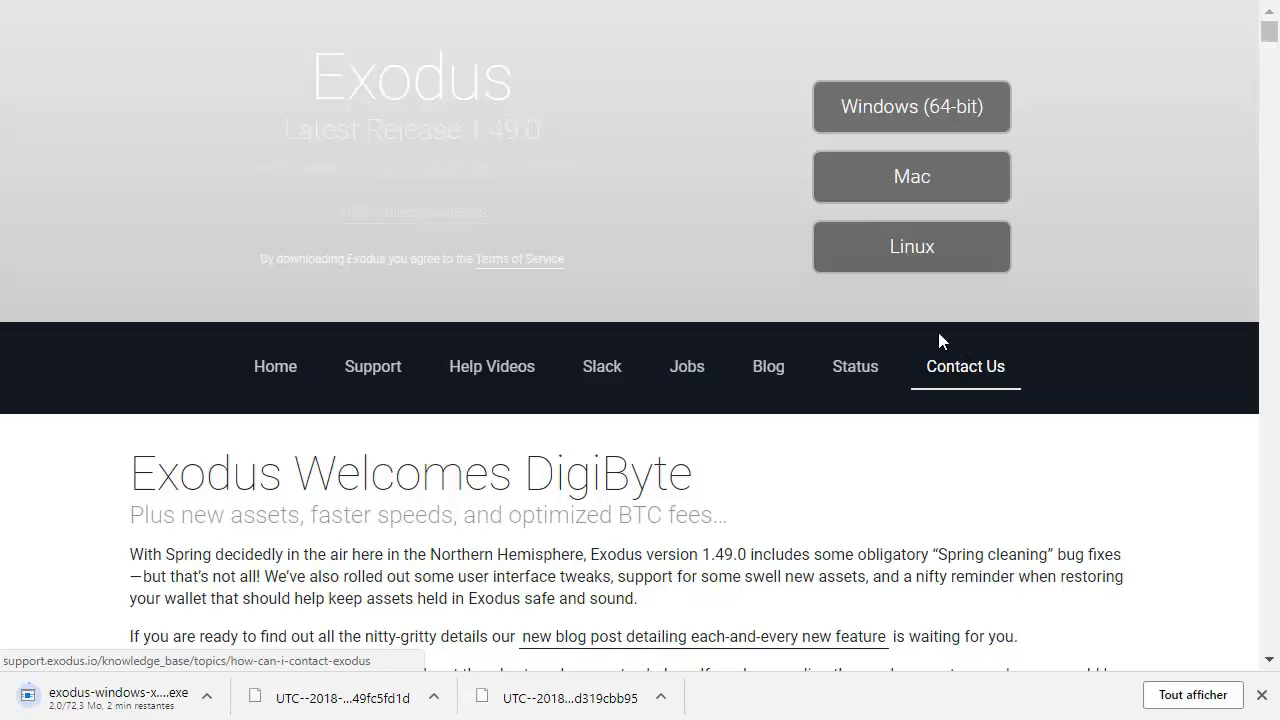 Exodus
Latest Release 1.49.0
By downloading Exodus you agree to the Terms of Service
Windows (64-bit)
Mac
Linux
Home Support Help Videos Slack Jobs Blog Status Contact Us
Exodus Welcomes DigiByte
Plus new assets, faster speeds, and optimized BTC fees…
With Spring decidedly in the air here in the Northern Hemisphere, Exodus version 1.49.0 includes some obligatory “Spring cleaning” bug fixes
—but that’s not all! We’ve also rolled out some user interface tweaks, support for some swell new assets, and a nifty reminder when restoring
your wallet that should help keep assets held in Exodus safe and sound.
If you are ready to find out all the nitty-gritty details our new blog post detailing each-and-every new feature is waiting for you.
support.exodus.io/knowledge_base/topics/how-can-i-contact-exodus
exodus-windows-x....exe
2.0/72.3 Mo, 2 min restantes
UTC--2018-...49fc5fd1d
UTC--2018...d319cbb95
Tout afficher